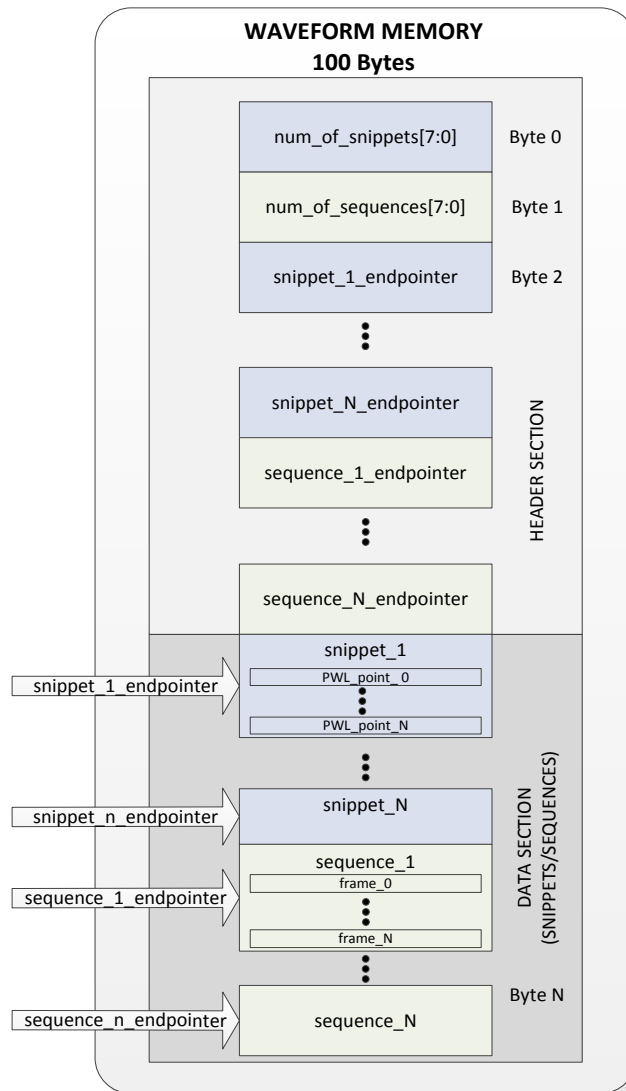 WAVEFORM MEMORY
100 Bytes
num_of_snippets[7:0]
Byte 0
num_of_sequences[7:0]
Byte 1
snippet_1_endpointer
Byte 2
snippet_N_endpointer
sequence_1_endpointer
HEADER SECTION
sequence_N_endpointer
snippet_1
PWL_point_0
snippet_1_endpointer
PWL_point_N
snippet_n_endpointer
snippet_N
DATA SECTION
(SNIPPETS/SEQUENCES)
sequence_1
frame_0
sequence_1_endpointer
frame_N
Byte N
sequence_n_endpointer
sequence_N